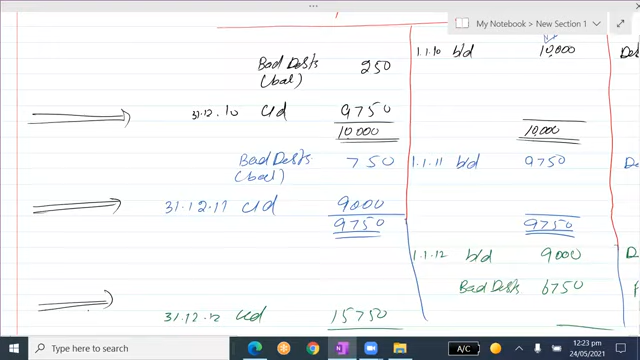 My Notebook > New Section 1
1.1.10 b/d 10,000
Bad Debts 250
(bal)
31.12.10 c/d 9750
10000 10,000
Bad Debts 750 1.1.11 b/d 9750
(bal)
31.12.11 c/d 9000
9750 9750
1.1.12 b/d 9000
Bad Debts 6750
31.12.12 c/d 15750
Type here to search
A/C
12:23 PM
24/05/2021